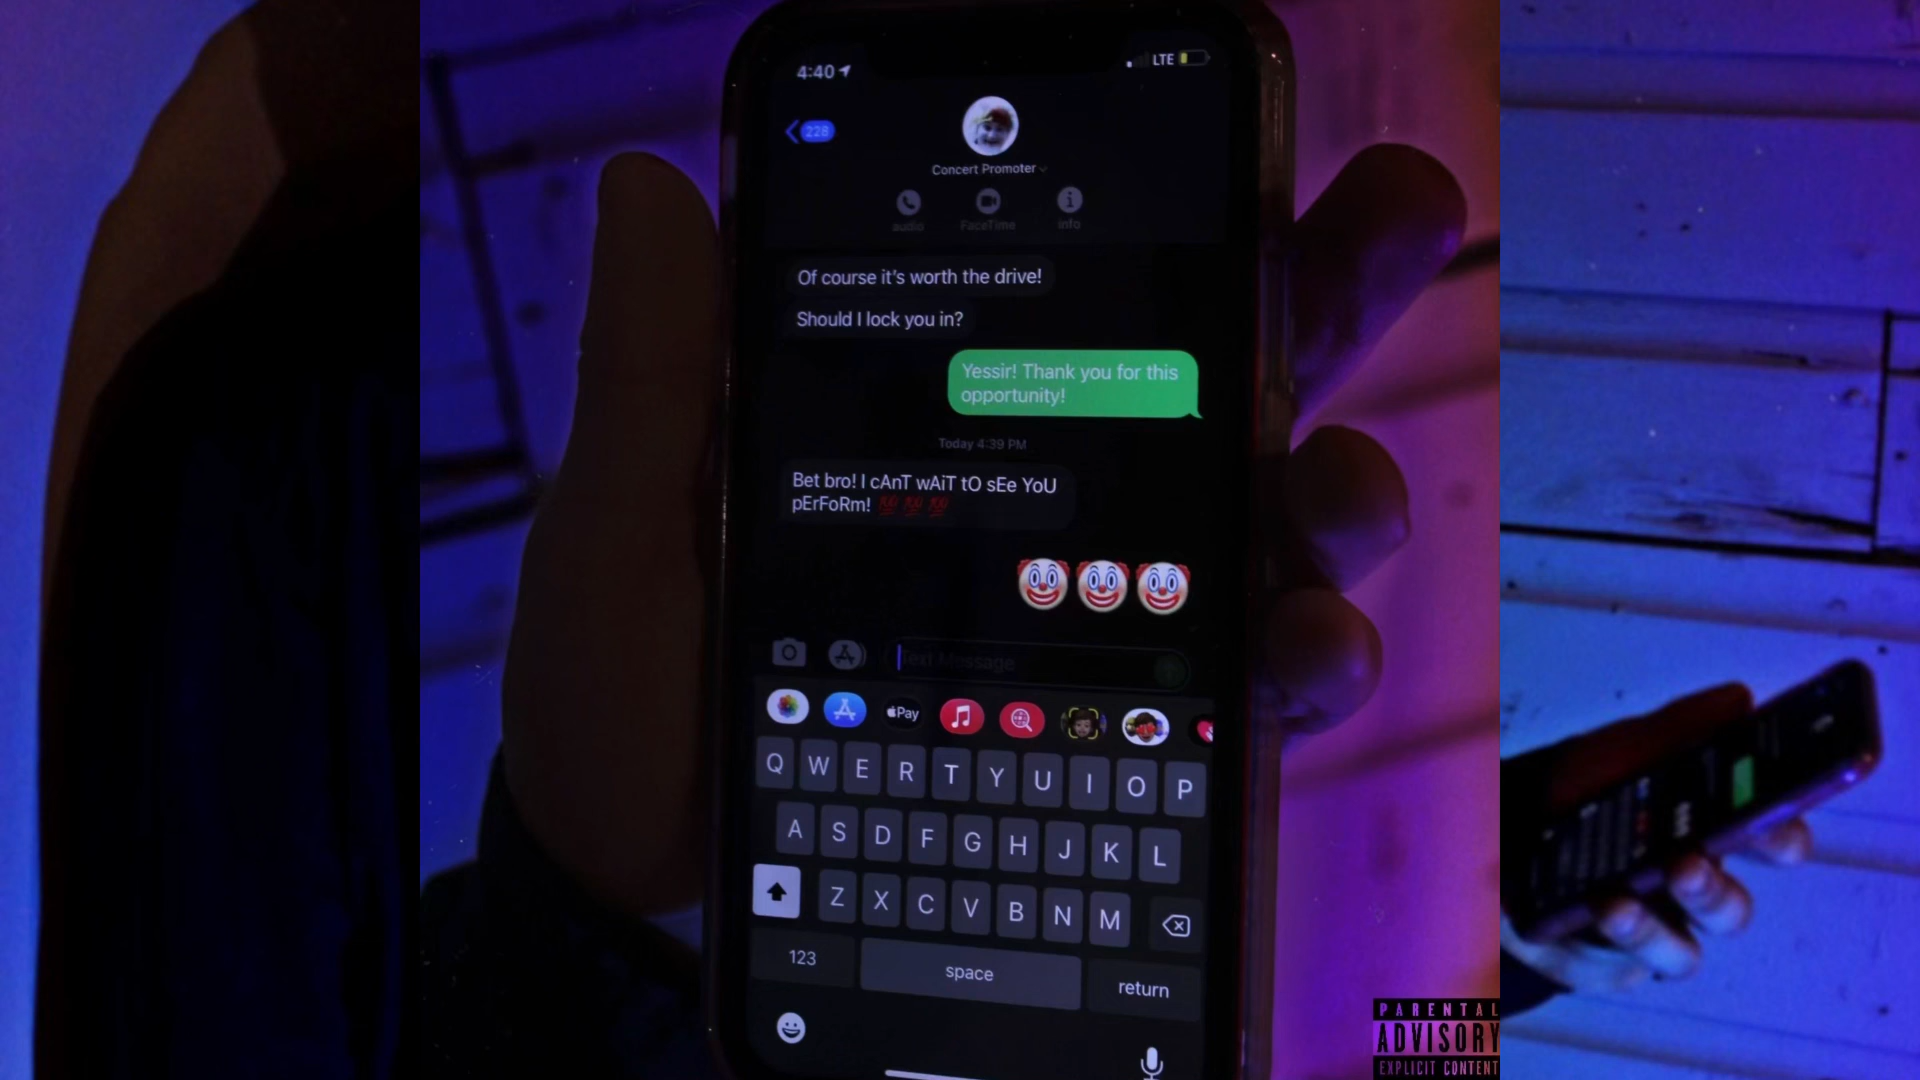 4:40
LTE
228
Concert Promoter
audio
FaceTime
info
Of course it's worth the drive!
Should I lock you in?
Yessir! Thank you for this
opportunity!
Today 4:39 PM
Bet bro! I cAnT wAiT tO sEe YoU
pErFoRm! 💯 💯 💯
🤡🤡🤡
Text Message
Pay
Q W E R T Y U I O P
A S D F G H J K L
Z X C V B N M
123
space
return
PARENTAL
ADVISORY
EXPLICIT CONTENT